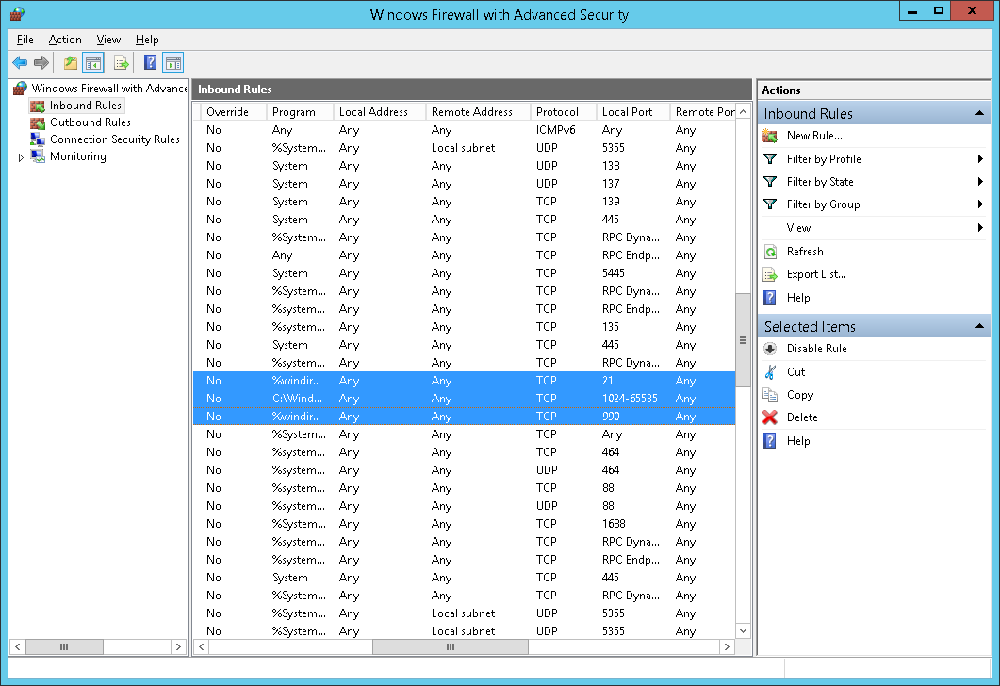 Windows Firewall with Advanced Security
File Action View Help
Windows Firewall with Advance
Inbound Rules
Outbound Rules
Connection Security Rules
Monitoring
Inbound Rules
Override Program Local Address Remote Address Protocol Local Port Remote Por
No Any Any Any ICMPv6 Any Any
No %System... Any Local subnet UDP 5355 Any
No System Any Any UDP 138 Any
No System Any Any UDP 137 Any
No System Any Any TCP 139 Any
No System Any Any TCP 445 Any
No %System... Any Any TCP RPC Dyna... Any
No Any Any Any TCP RPC Endp... Any
No System Any Any TCP 5445 Any
No %System... Any Any TCP RPC Dyna... Any
No %system... Any Any TCP RPC Endp... Any
No %system... Any Any TCP 135 Any
No System Any Any TCP 445 Any
No %system... Any Any TCP RPC Dyna... Any
No %windir... Any Any TCP 21 Any
No C:\Wind... Any Any TCP 1024-65535 Any
No %windir... Any Any TCP 990 Any
No %System... Any Any TCP Any Any
No %system... Any Any TCP 464 Any
No %system... Any Any UDP 464 Any
No %system... Any Any TCP 88 Any
No %system... Any Any UDP 88 Any
No %System... Any Any TCP 1688 Any
No %system... Any Any TCP RPC Dyna... Any
No %system... Any Any TCP RPC Endp... Any
No System Any Any TCP 445 Any
No %System... Any Any TCP RPC Dyna... Any
No %System... Any Local subnet UDP 5355 Any
No %System... Any Local subnet UDP 5355 Any
Actions
Inbound Rules
New Rule...
Filter by Profile
Filter by State
Filter by Group
View
Refresh
Export List...
Help
Selected Items
Disable Rule
Cut
Copy
Delete
Help